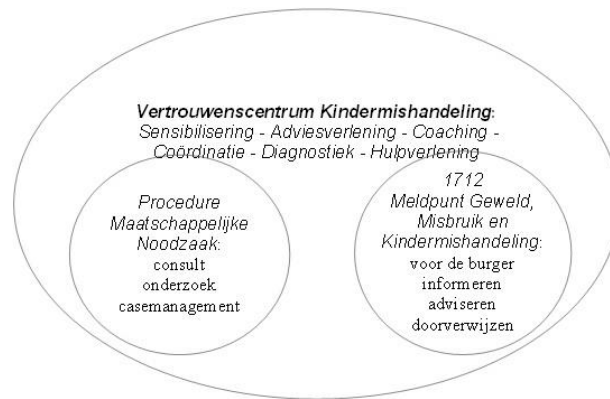 Vertrouwenscentrum Kindermishandeling:
Sensibilisering - Adviesverlening - Coaching -
Coördinatie - Diagnostiek - Hulpverlening
Procedure
Maatschappelijke
Noodzaak:
consult
onderzoek
casemanagement
1712
Meldpunt Geweld,
Misbruik en
Kindermishandeling:
voor de burger
informeren
adviseren
doorverwijzen